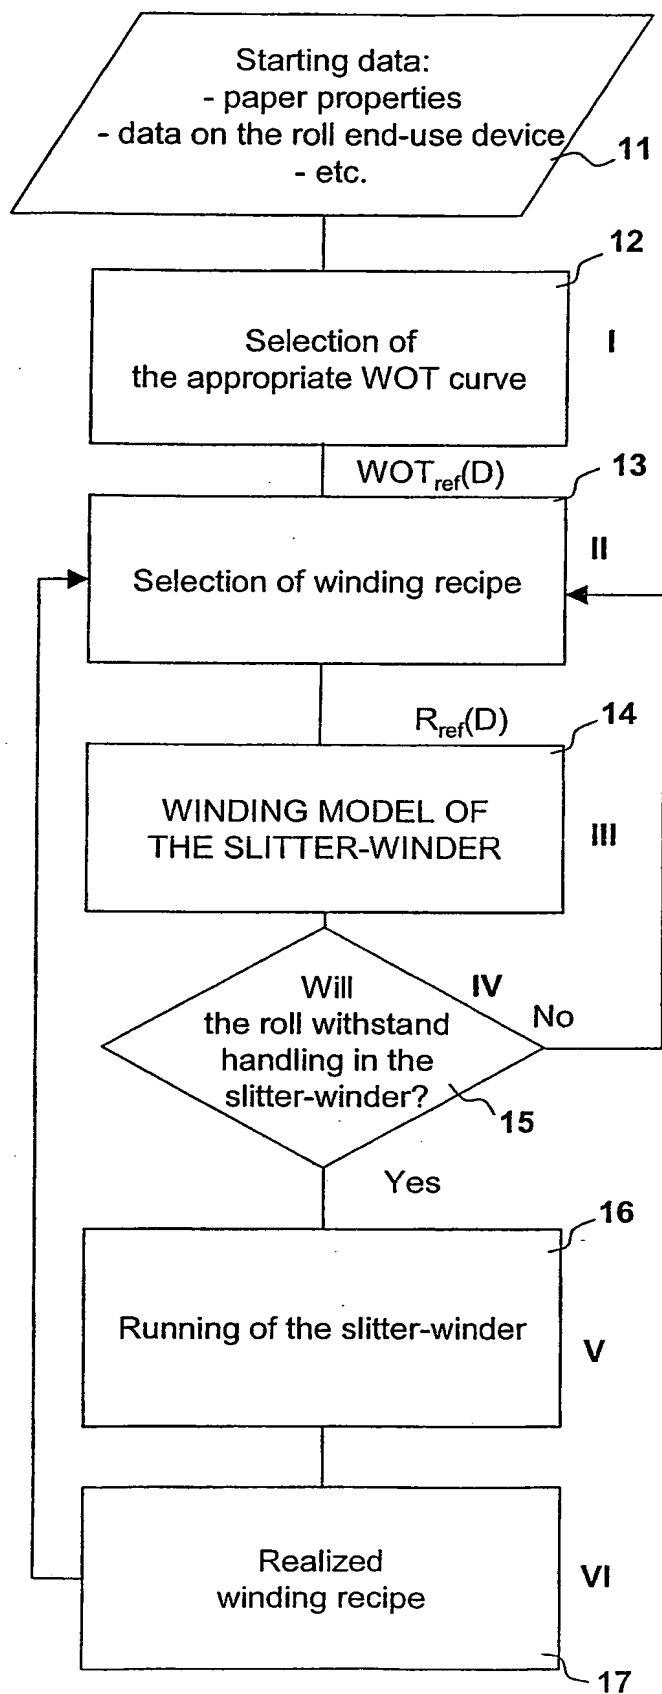 Starting data:
- paper properties
- data on the roll end-use device
- etc.
11
12
Selection of
the appropriate WOT curve
I
WOTref(D)
13
II
Selection of winding recipe
Rref(D)
14
WINDING MODEL OF
THE SLITTER-WINDER
III
IV
Will
the roll withstand
handling in the
slitter-winder?
No
15
Yes
16
Running of the slitter-winder
V
Realized
winding recipe
VI
17